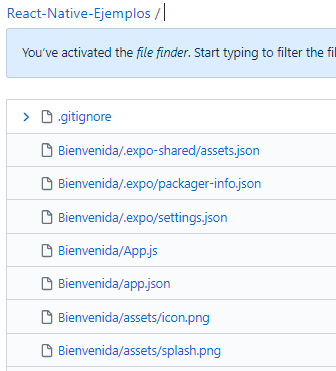 React-Native-Ejemplos /
You've activated the file finder. Start typing to filter the fil
.gitignore
Bienvenida/.expo-shared/assets.json
Bienvenida/.expo/packager-info.json
Bienvenida/.expo/settings.json
Bienvenida/App.js
Bienvenida/app.json
Bienvenida/assets/icon.png
Bienvenida/assets/splash.png